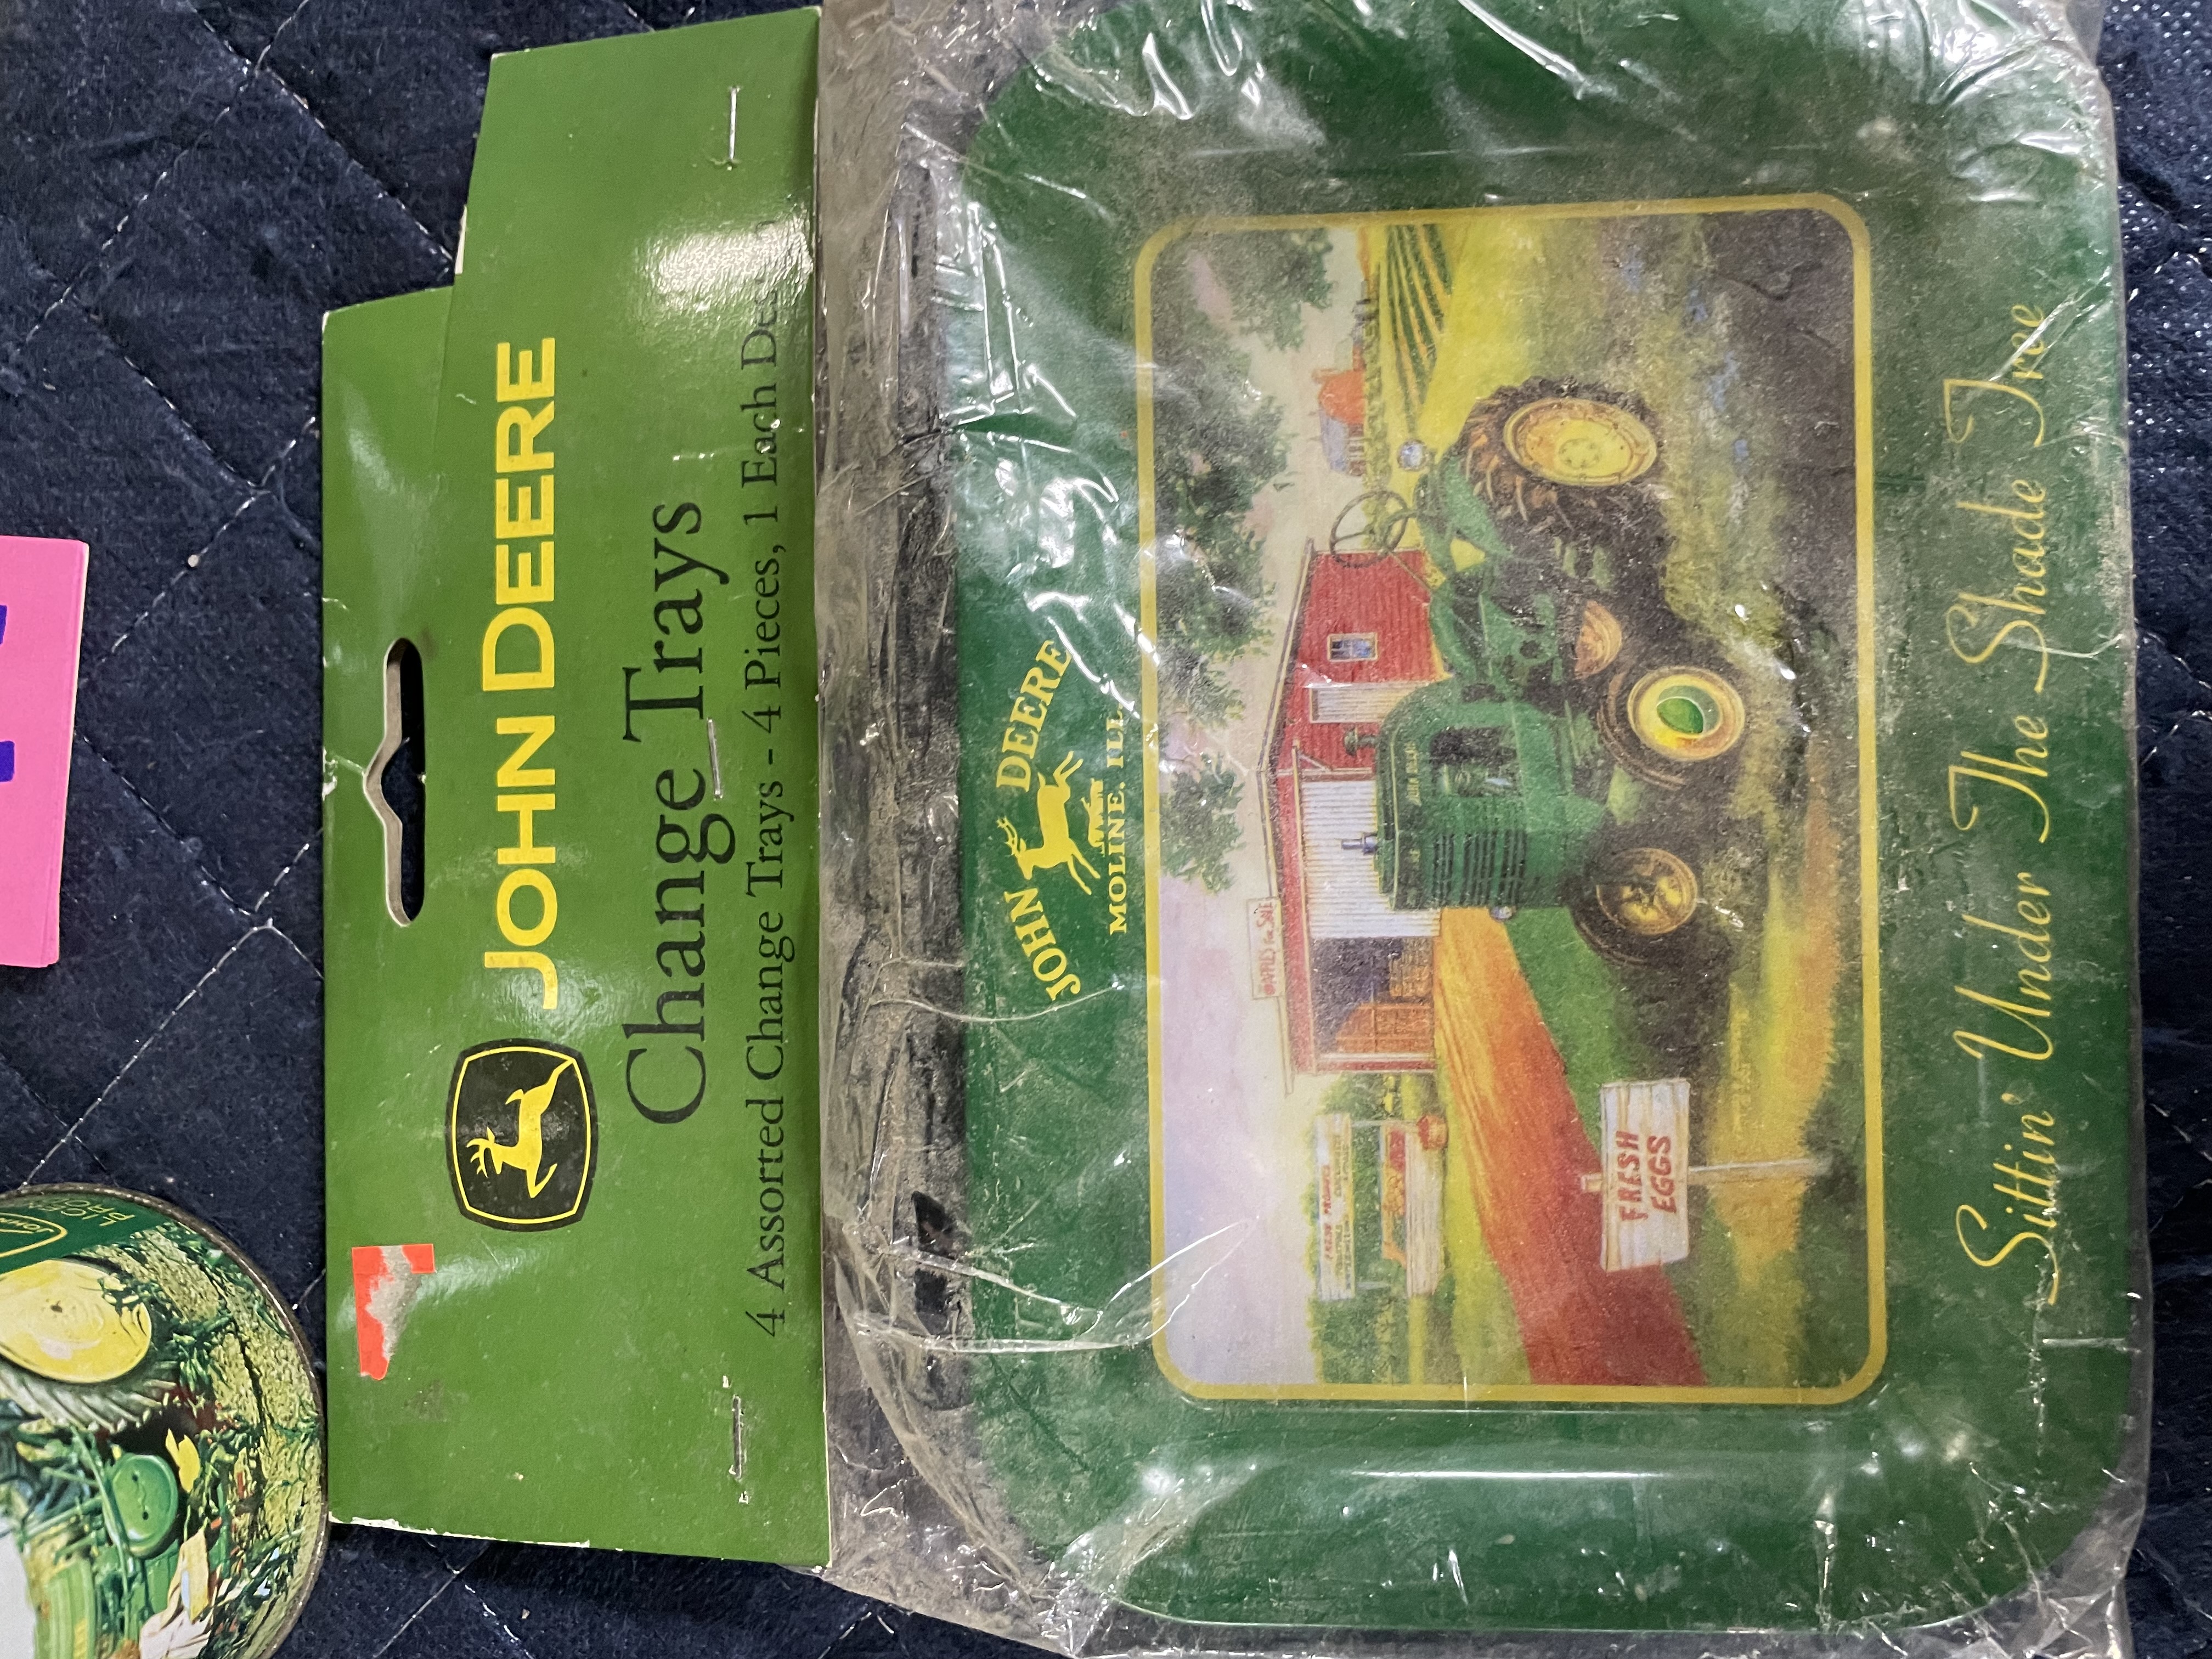 JOHN DEERE
Change Trays
4 Assorted Change Trays - 4 Pieces, 1 Each
JOHN DEERE
MOLINE, ILL.
FRESH
EGGS
Sittin' Under The Shade Tree